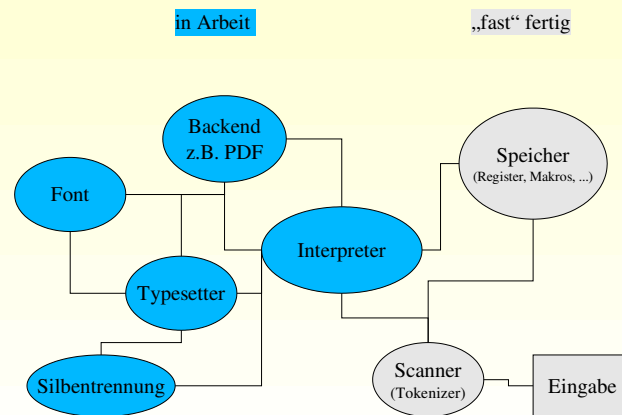 in Arbeit
„fast“ fertig
Backend
z.B. PDF
Speicher
(Register, Makros, ...)
Font
Interpreter
Typesetter
Scanner
(Tokenizer)
Silbentrennung
Eingabe